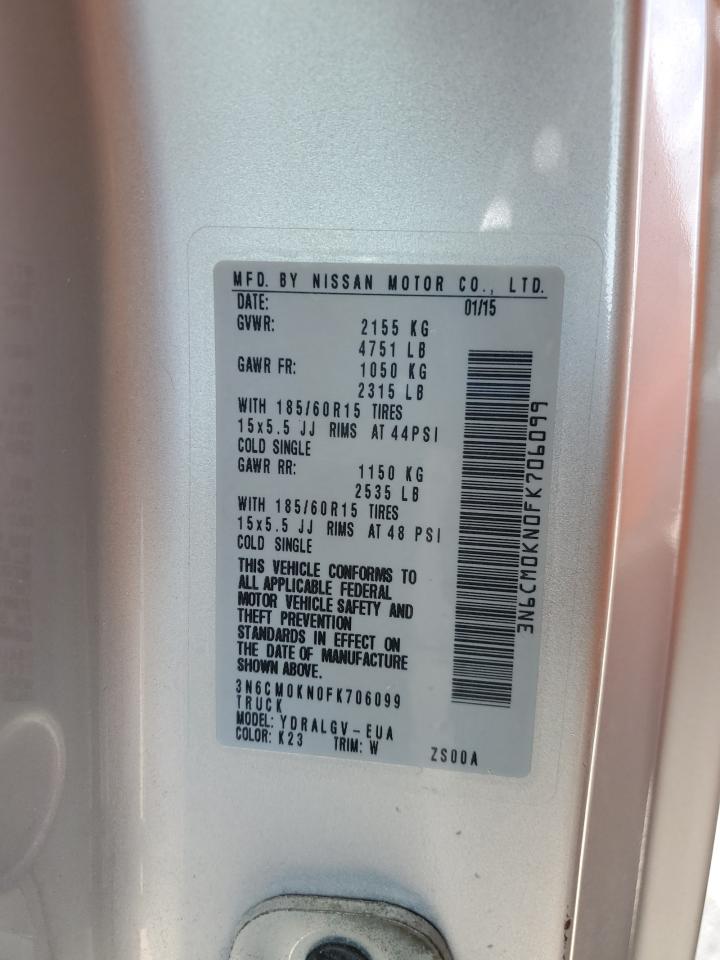 MFD. BY NISSAN MOTOR CO., LTD.
DATE: 01/15
GVWR: 2155 KG
4751 LB
GAWR FR: 1050 KG
2315 LB
WITH 185/60R15 TIRES
15x5.5 JJ RIMS AT 44PSI
COLD SINGLE
GAWR RR: 1150 KG
2535 LB
WITH 185/60R15 TIRES
15x5.5 JJ RIMS AT 48 PSI
COLD SINGLE
THIS VEHICLE CONFORMS TO
ALL APPLICABLE FEDERAL
MOTOR VEHICLE SAFETY AND
THEFT PREVENTION
STANDARDS IN EFFECT ON
THE DATE OF MANUFACTURE
SHOWN ABOVE.
3N6CM0KN0FK706099
TRUCK
MODEL: YDRALGV-EUA
COLOR: K23 TRIM: W ZS00A
3N6CM0KN0FK706099